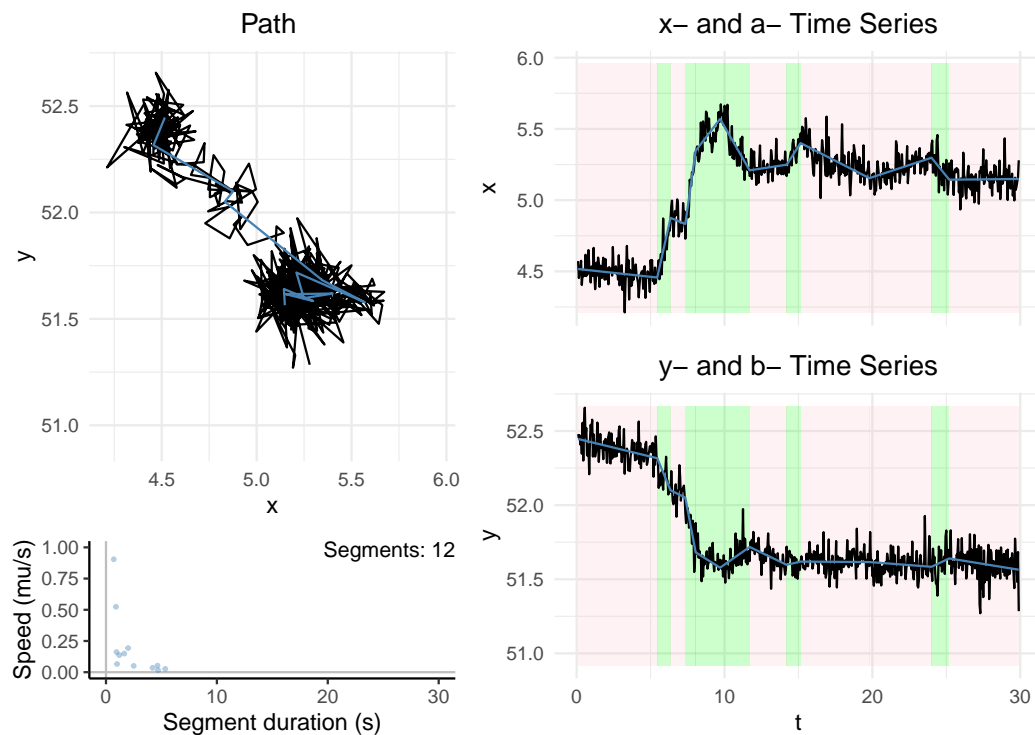 Path
52.5
52.0
51.5
51.0
y
4.5
5.0
5.5
6.0
x
1.00
0.75
0.50
0.25
0.00
Speed (mu/s)
Segments: 12
0
10
20
30
Segment duration (s)
x− and a− Time Series
6.0
5.5
5.0
4.5
x
y− and b− Time Series
52.5
52.0
51.5
51.0
y
0
10
20
30
t